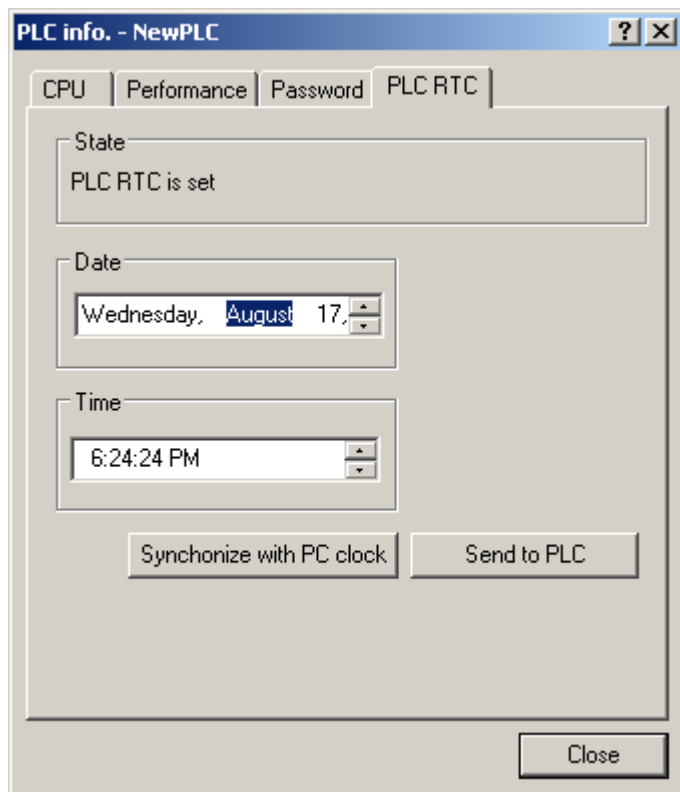 PLC info. - NewPLC
CPU Performance Password PLC RTC
State
PLC RTC is set
Date
Wednesday, August 17,
Time
6:24:24 PM
Synchonize with PC clock Send to PLC
Close